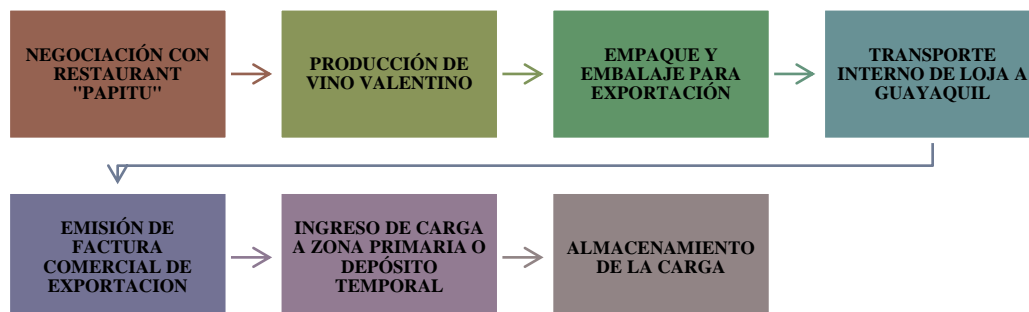 NEGOCIACIÓN CON
RESTAURANT
"PAPITU"
PRODUCCIÓN DE
VINO VALENTINO
EMPAQUE Y
EMBALAJE PARA
EXPORTACIÓN
TRANSPORTE
INTERNO DE LOJA A
GUAYAQUIL
EMISIÓN DE
FACTURA
COMERCIAL DE
EXPORTACION
INGRESO DE CARGA
A ZONA PRIMARIA O
DEPÓSITO
TEMPORAL
ALMACENAMIENTO
DE LA CARGA